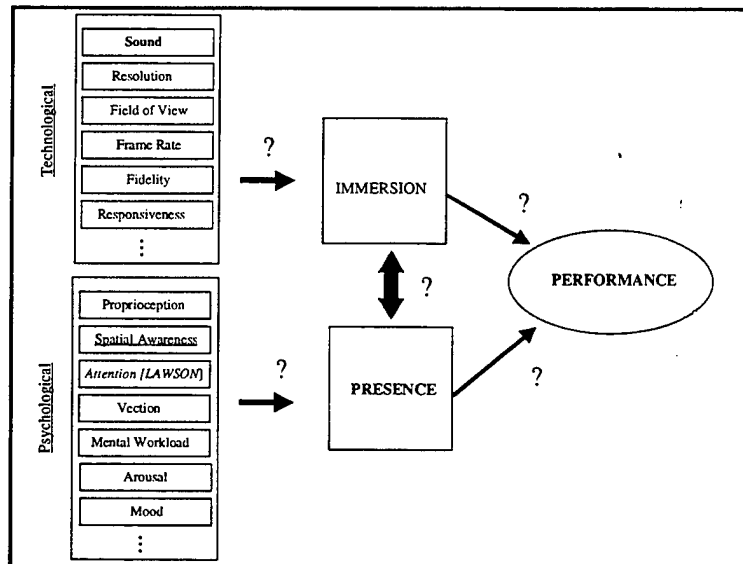 Technological
Sound
Resolution
Field of View
Frame Rate
Fidelity
Responsiveness
?
IMMERSION
?
Psychological
Proprioception
Spatial Awareness
Attention [LAWSON]
Vection
Mental Workload
Arousal
Mood
?
PRESENCE
?
?
PERFORMANCE